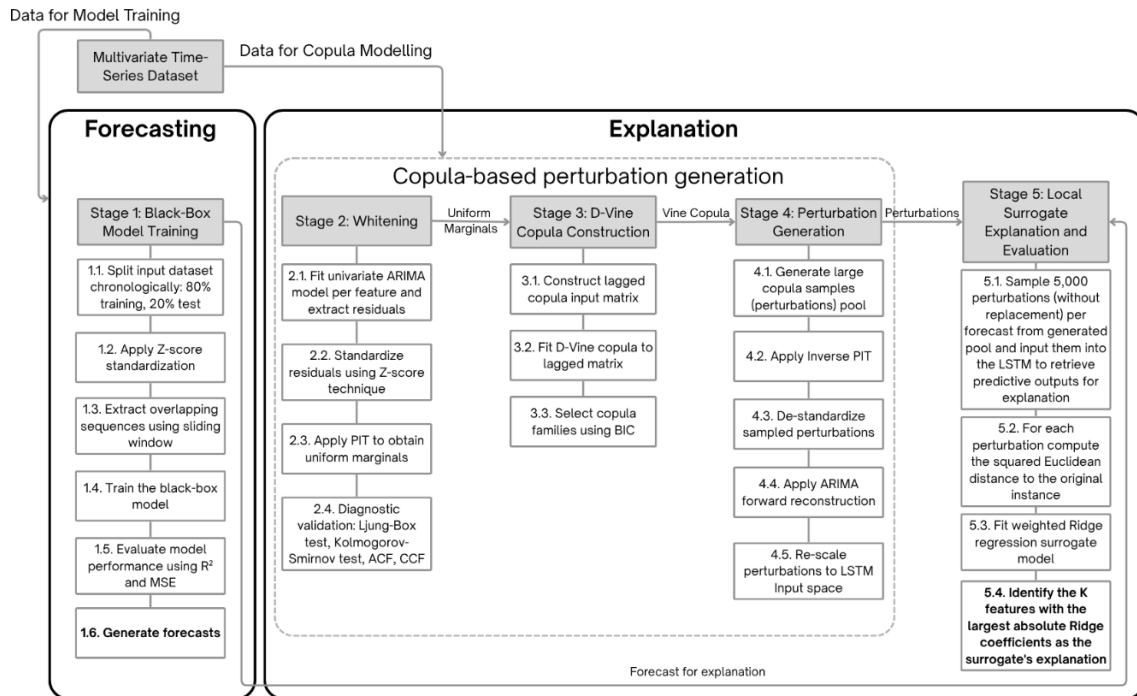 Data for Model Training
Multivariate Time-
Series Dataset
Data for Copula Modelling
Forecasting
Stage 1: Black-Box
Model Training
1.1. Split input dataset
chronologically: 80%
training, 20% test
1.2. Apply Z-score
standardization
1.3. Extract overlapping
sequences using sliding
window
1.4. Train the black-box
model
1.5. Evaluate model
performance using R²
and MSE
1.6. Generate forecasts
Explanation
Copula-based perturbation generation
Stage 2: Whitening
2.1. Fit univariate ARIMA
model per feature and
extract residuals
2.2. Standardize
residuals using Z-score
technique
2.3. Apply PIT to obtain
uniform marginals
2.4. Diagnostic
validation: Ljung-Box
test, Kolmogorov-
Smirnov test, ACF, CCF
Uniform
Marginals
Stage 3: D-Vine
Copula Construction
3.1. Construct lagged
copula input matrix
3.2. Fit D-Vine copula to
lagged matrix
3.3. Select copula
families using BIC
Vine Copula
Stage 4: Perturbation
Generation
4.1. Generate large
copula samples
(perturbations) pool
4.2. Apply Inverse PIT
4.3. De-standardize
sampled perturbations
4.4. Apply ARIMA
forward reconstruction
4.5. Re-scale
perturbations to LSTM
Input space
Perturbations
Stage 5: Local
Surrogate
Explanation and
Evaluation
5.1. Sample 5,000
perturbations (without
replacement) per
forecast from generated
pool and input them into
the LSTM to retrieve
predictive outputs for
explanation
5.2. For each
perturbation compute
the squared Euclidean
distance to the original
instance
5.3. Fit weighted Ridge
regression surrogate
model
5.4. Identify the K
features with the
largest absolute Ridge
coefficients as the
surrogate's explanation
Forecast for explanation